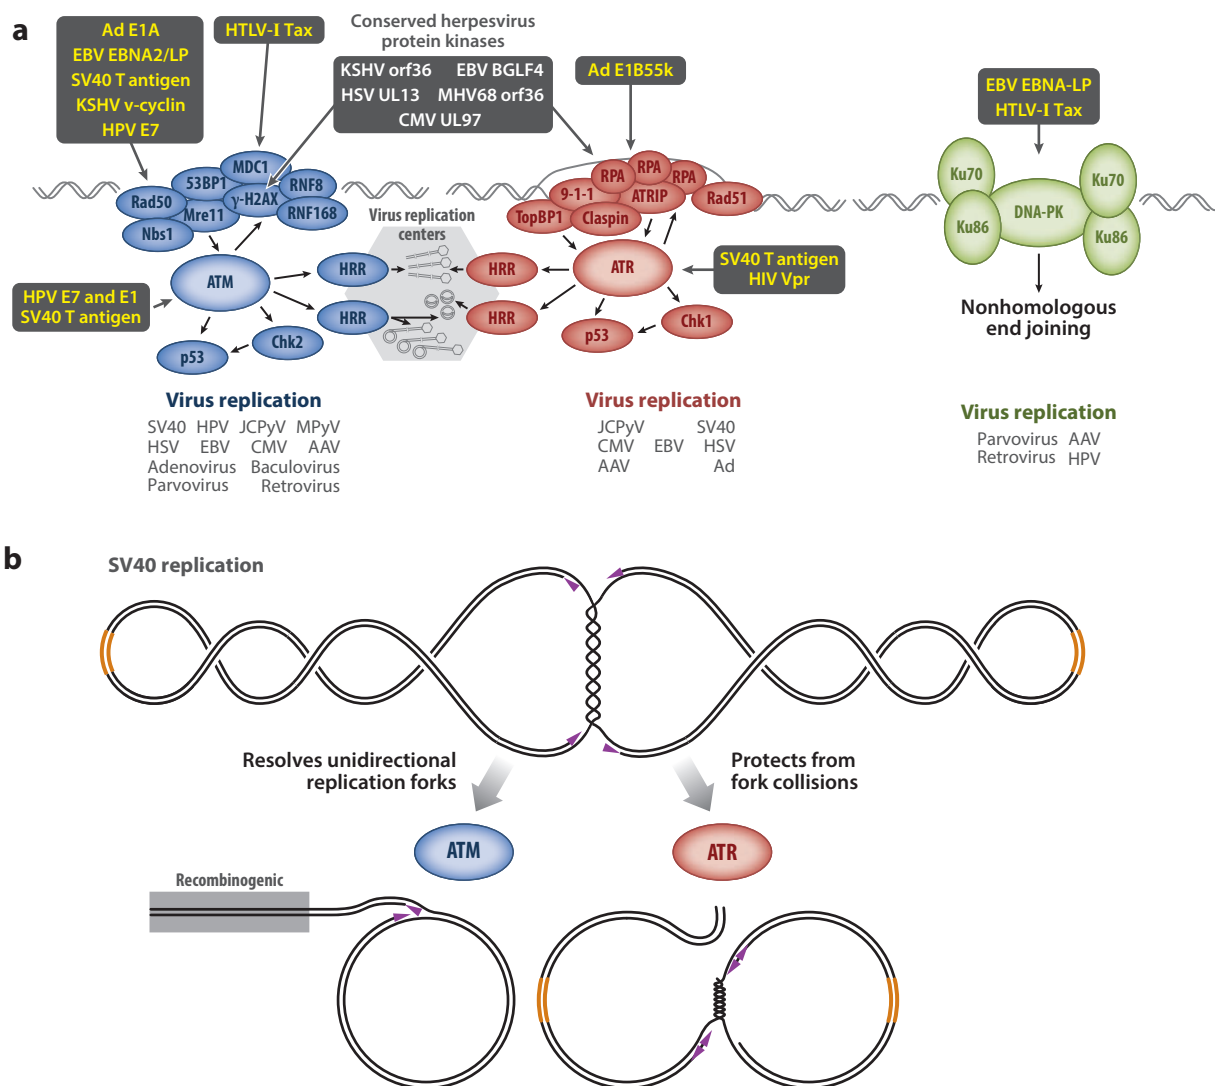 a
Ad E1A
EBV EBNA2/LP
SV40 T antigen
KSHV v-cyclin
HPV E7
HTLV-I Tax
Conserved herpesvirus
protein kinases
KSHV orf36 EBV BGLF4
HSV UL13 MHV68 orf36
CMV UL97
Ad E1B55k
EBV EBNA-LP
HTLV-I Tax
MDC1
53BP1
RNF8
γ-H2AX
Rad50
Mre11
RNF168
Nbs1
ATM
HRR
HRR
Chk2
p53
HPV E7 and E1
SV40 T antigen
Virus replication
centers
RPA
RPA
RPA
9-1-1
ATRIP
Rad51
TopBP1
Claspin
ATR
HRR
HRR
Chk1
p53
SV40 T antigen
HIV Vpr
Ku70
Ku70
DNA-PK
Ku86
Ku86
Nonhomologous
end joining
Virus replication
SV40 HPV JCPyV MPyV
HSV EBV CMV AAV
Adenovirus Baculovirus
Parvovirus Retrovirus
Virus replication
JCPyV SV40
CMV EBV HSV
AAV Ad
Virus replication
Parvovirus AAV
Retrovirus HPV
b
SV40 replication
Resolves unidirectional
replication forks
Protects from
fork collisions
ATM
ATR
Recombinogenic